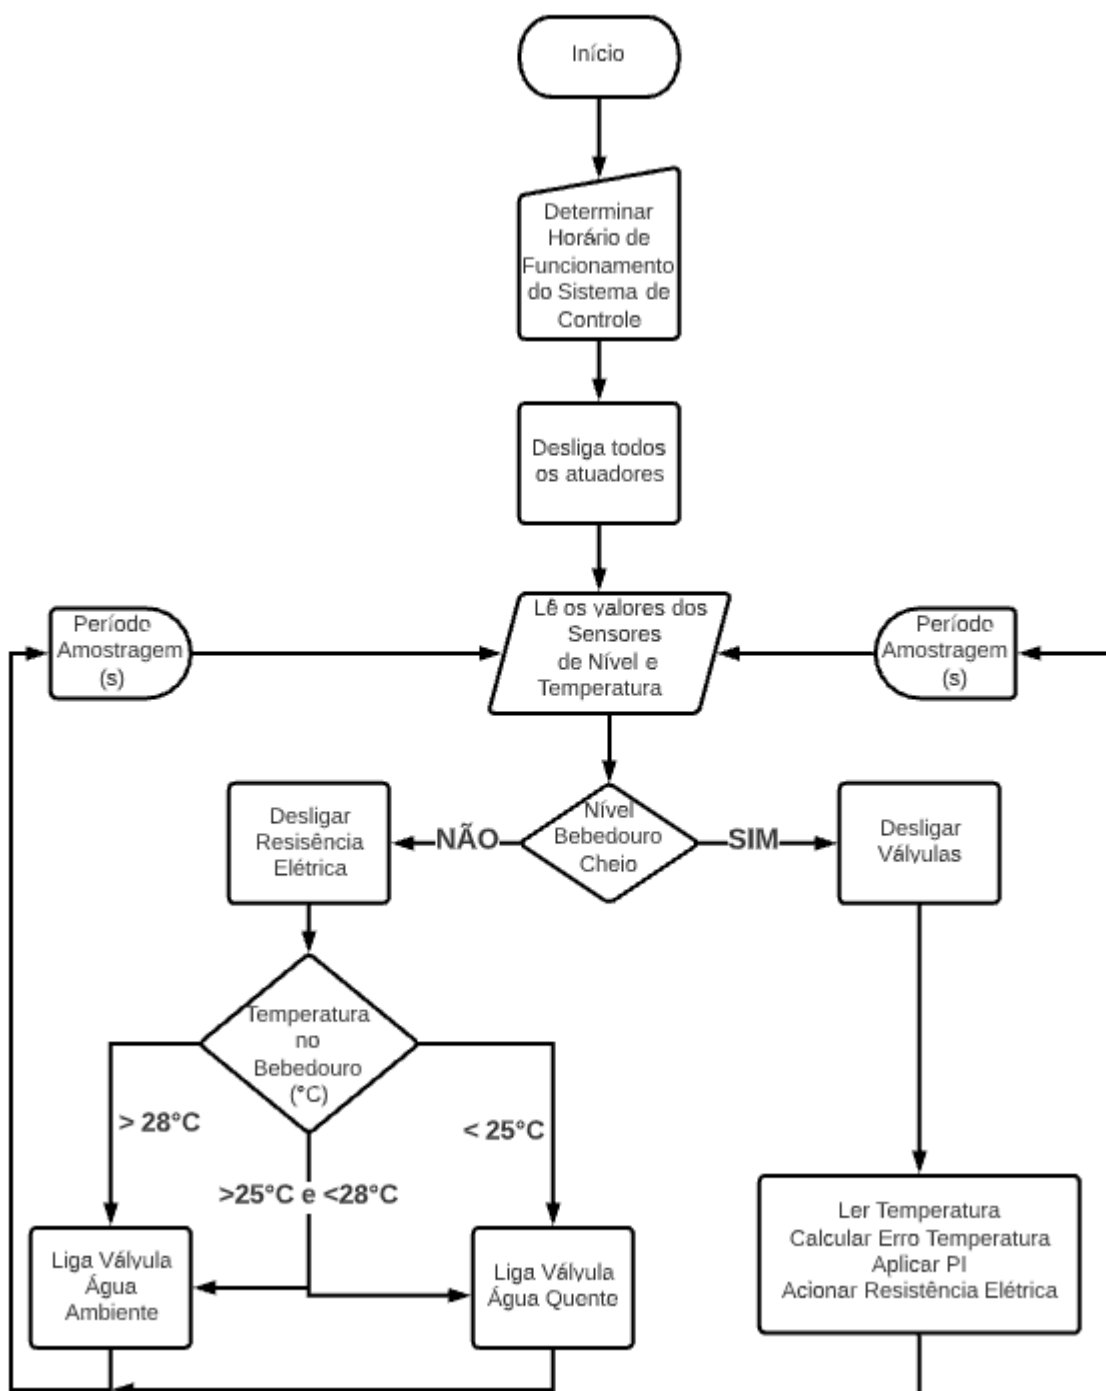 Início
Determinar
Horário de
Funcionamento
do Sistema de
Controle
Desliga todos
os atuadores
Período
Amostragem
(s)
Lê os valores dos
Sensores
de Nível e
Temperatura
Período
Amostragem
(s)
Desligar
Resisência
Elétrica
NÃO
Nível
Bebedouro
Cheio
SIM
Desligar
Válvulas
Temperatura
no
Bebedouro
(°C)
> 28°C
< 25°C
>25°C e <28°C
Liga Válvula
Água
Ambiente
Liga Válvula
Água Quente
Ler Temperatura
Calcular Erro Temperatura
Aplicar PI
Acionar Resistência Elétrica